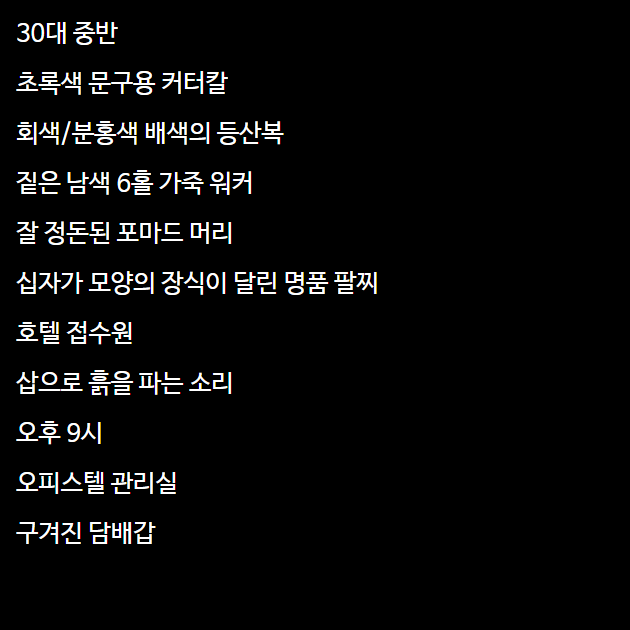 30대 중반
초록색 문구용 커터칼
회색/분홍색 배색의 등산복
짙은 남색 6홀 가죽 워커
잘 정돈된 포마드 머리
십자가 모양의 장식이 달린 명품 팔찌
호텔 접수원
삽으로 흙을 파는 소리
오후 9시
오피스텔 관리실
구겨진 담배갑